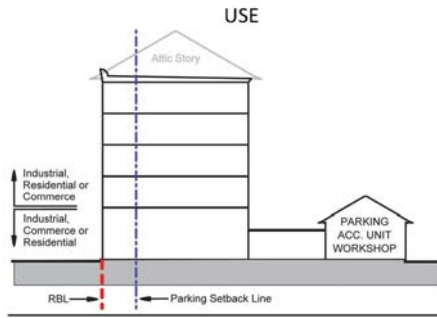 USE
Attic Story
Industrial,
Residential or
Commerce
Industrial,
Commerce or
Residential
PARKING
ACC. UNIT
WORKSHOP
RBL
Parking Setback Line